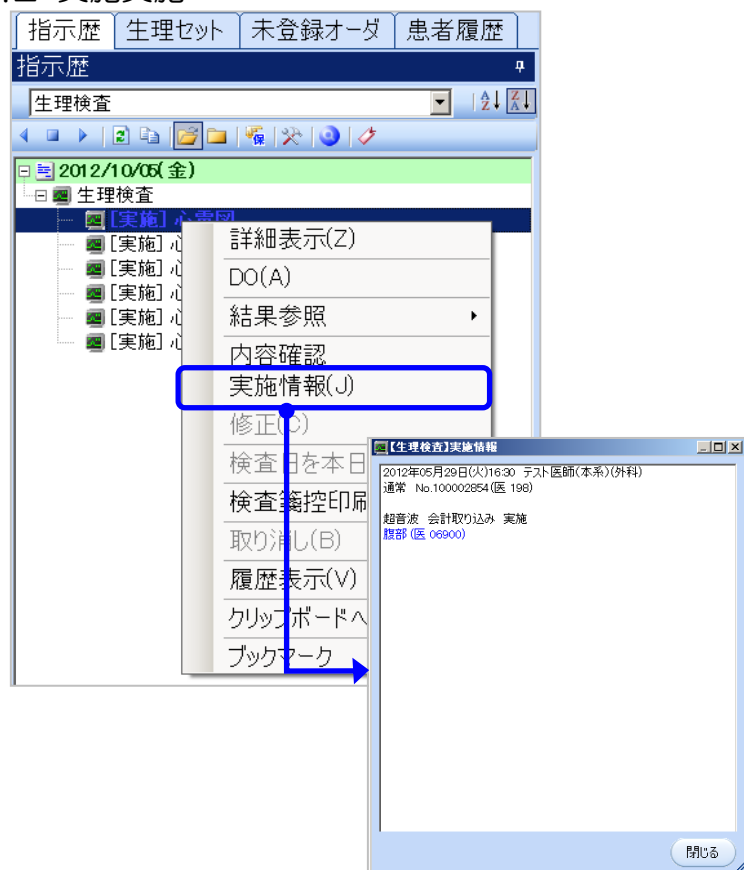 指示歴 生理セット 未登録オーダ 患者履歴
指示歴
生理検査
2012/10/05(金)
生理検査
[実施] 心電図
[実施] 心
[実施] 心
[実施] 心
[実施] 心
[実施] 心
詳細表示(Z)
DO(A)
結果参照
内容確認
実施情報(J)
修正(C)
検査日を本日
検査箋控印刷
取り消し(B)
履歴表示(V)
クリップボードへ
ブックマーク
【生理検査】実施情報
2012年05月29日(火)16:30 テスト医師(本系)(外科)
通常 No.100002854(医 198)
超音波 会計取り込み 実施
腹部 (医 06900)
閉じる